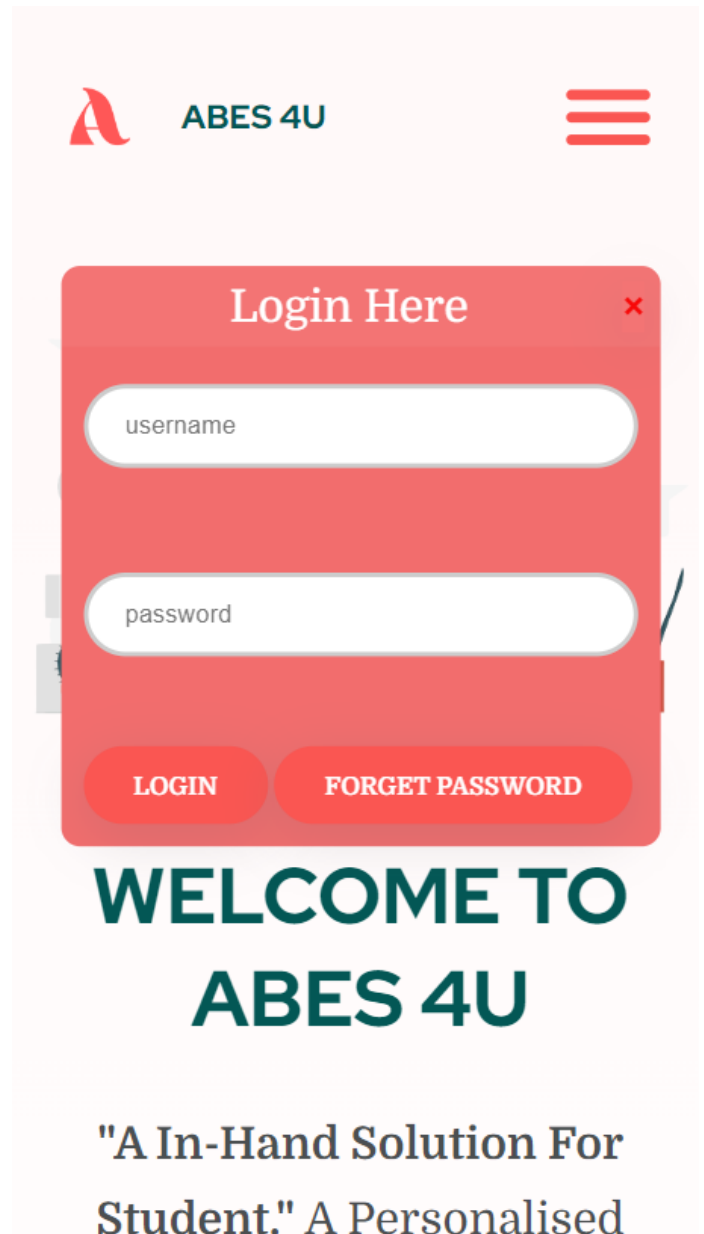 ABES 4U
Login Here
×
username
password
LOGIN
FORGET PASSWORD
WELCOME TO
ABES 4U
"A In-Hand Solution For
Student." A Personalised